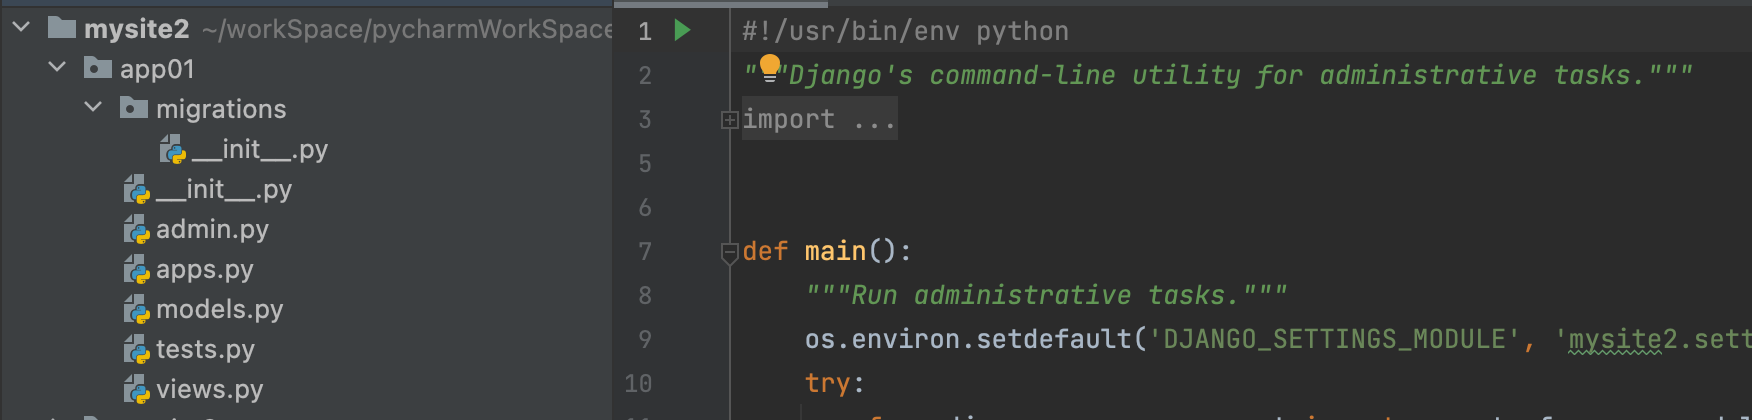 mysite2 ~/workSpace/pycharmWorkSpace
app01
migrations
__init__.py
__init__.py
admin.py
apps.py
models.py
tests.py
views.py
1 #!/usr/bin/env python
2 """Django's command-line utility for administrative tasks."""
3 import ...
5
6
7 def main():
8 """Run administrative tasks."""
9 os.environ.setdefault('DJANGO_SETTINGS_MODULE', 'mysite2.sett
10 try: